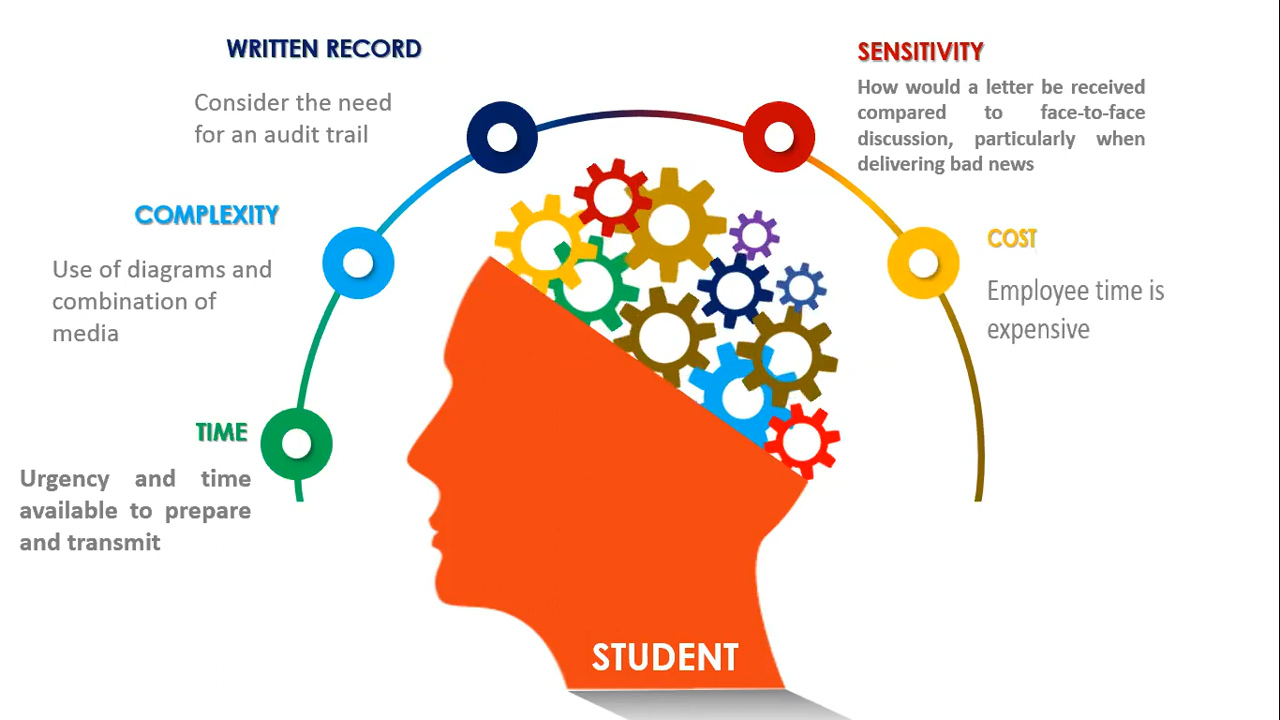 WRITTEN RECORD
Consider the need
for an audit trail
COMPLEXITY
Use of diagrams and
combination of
media
TIME
Urgency and time
available to prepare
and transmit
SENSITIVITY
How would a letter be received
compared to face-to-face
discussion, particularly when
delivering bad news
COST
Employee time is
expensive
STUDENT